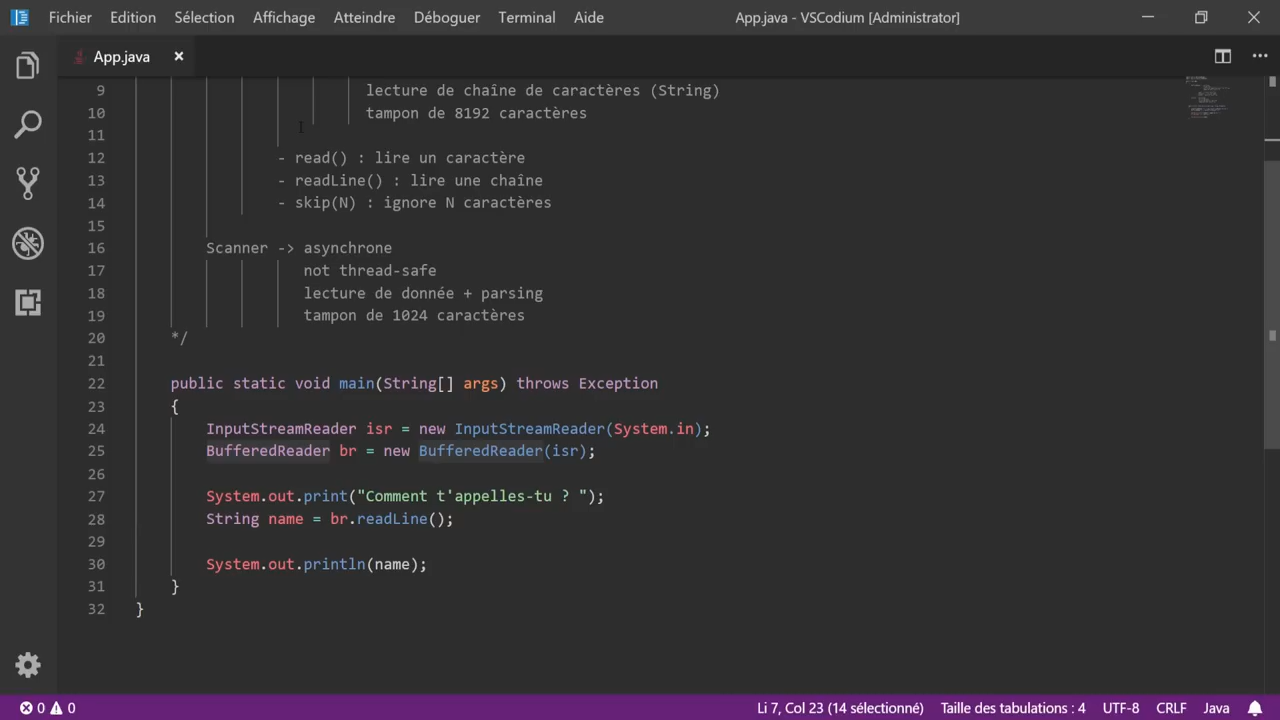 Fichier Edition Sélection Affichage Atteindre Déboguer Terminal Aide App.java - VSCodium [Administrator]
App.java
9 lecture de chaîne de caractères (String)
10 tampon de 8192 caractères
11
12 - read() : lire un caractère
13 - readLine() : lire une chaîne
14 - skip(N) : ignore N caractères
15
16 Scanner -> asynchrone
17 not thread-safe
18 lecture de donnée + parsing
19 tampon de 1024 caractères
20 */
21
22 public static void main(String[] args) throws Exception
23 {
24 InputStreamReader isr = new InputStreamReader(System.in);
25 BufferedReader br = new BufferedReader(isr);
26
27 System.out.print("Comment t'appelles-tu ? ");
28 String name = br.readLine();
29
30 System.out.println(name);
31 }
32 }
0 0 Li 7, Col 23 (14 sélectionné) Taille des tabulations : 4 UTF-8 CRLF Java